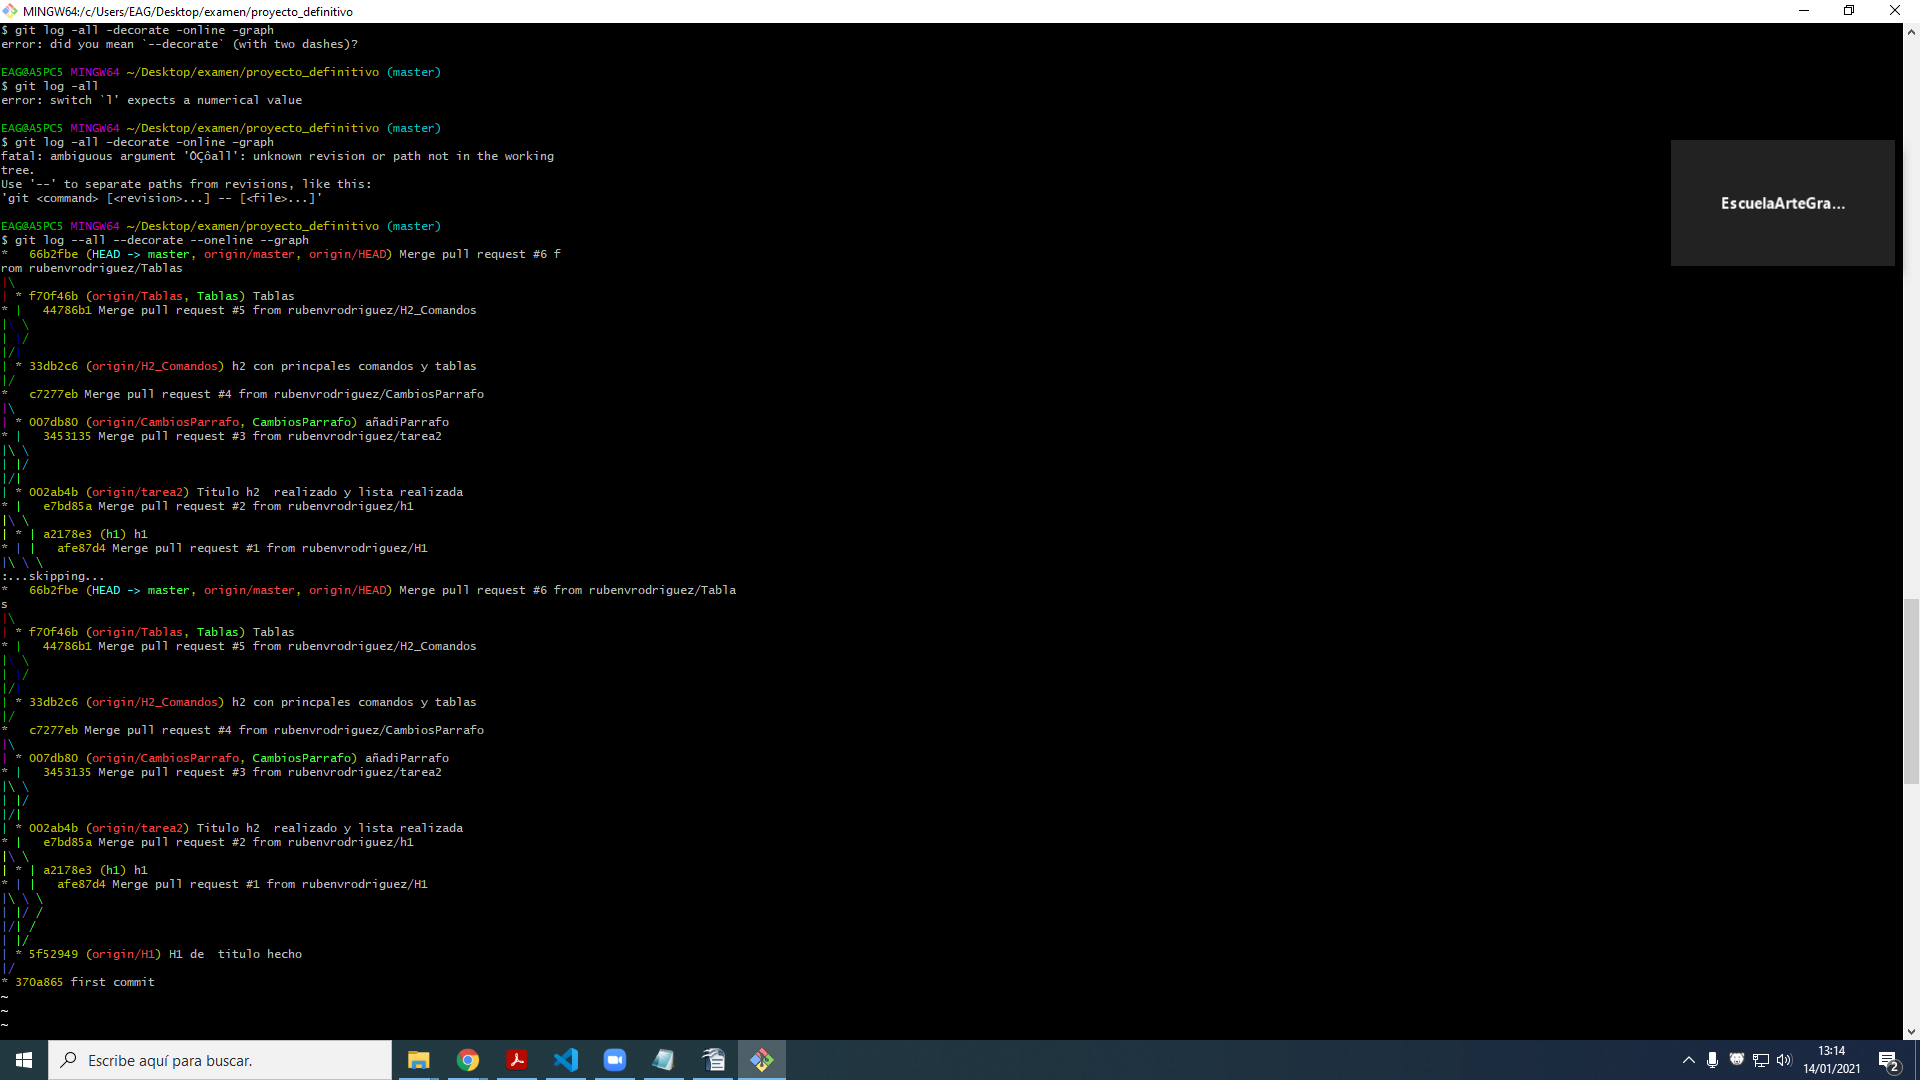 MINGW64:/c/Users/EAG/Desktop/examen/proyecto_definitivo
$ git log -all -decorate -online -graph
error: did you mean `--decorate` (with two dashes)?
EAG@A5PC5 MINGW64 ~/Desktop/examen/proyecto_definitivo (master)
$ git log -all
error: switch `l' expects a numerical value
EAG@A5PC5 MINGW64 ~/Desktop/examen/proyecto_definitivo (master)
$ git log –all –decorate –online –graph
fatal: ambiguous argument 'ÔÇôall': unknown revision or path not in the working
tree.
Use '--' to separate paths from revisions, like this:
'git <command> [<revision>...] -- [<file>...]'
EAG@A5PC5 MINGW64 ~/Desktop/examen/proyecto_definitivo (master)
$ git log --all --decorate --oneline --graph
*   66b2fbe (HEAD -> master, origin/master, origin/HEAD) Merge pull request #6 f
rom rubenvrodriguez/Tablas
|\
| * f70f46b (origin/Tablas, Tablas) Tablas
* |   44786b1 Merge pull request #5 from rubenvrodriguez/H2_Comandos
|\ \
| |/
|/|
| * 33db2c6 (origin/H2_Comandos) h2 con princpales comandos y tablas
|/
*   c7277eb Merge pull request #4 from rubenvrodriguez/CambiosParrafo
|\
| * 007db80 (origin/CambiosParrafo, CambiosParrafo) añadiParrafo
* |   3453135 Merge pull request #3 from rubenvrodriguez/tarea2
|\ \
| |/
|/|
| * 002ab4b (origin/tarea2) Titulo h2  realizado y lista realizada
* |   e7bd85a Merge pull request #2 from rubenvrodriguez/h1
|\ \
| * | a2178e3 (h1) h1
* | |   afe87d4 Merge pull request #1 from rubenvrodriguez/H1
|\ \ \
:...skipping...
*   66b2fbe (HEAD -> master, origin/master, origin/HEAD) Merge pull request #6 from rubenvrodriguez/Tabla
s
|\
| * f70f46b (origin/Tablas, Tablas) Tablas
* |   44786b1 Merge pull request #5 from rubenvrodriguez/H2_Comandos
|\ \
| |/
|/|
| * 33db2c6 (origin/H2_Comandos) h2 con princpales comandos y tablas
|/
*   c7277eb Merge pull request #4 from rubenvrodriguez/CambiosParrafo
|\
| * 007db80 (origin/CambiosParrafo, CambiosParrafo) añadiParrafo
* |   3453135 Merge pull request #3 from rubenvrodriguez/tarea2
|\ \
| |/
|/|
| * 002ab4b (origin/tarea2) Titulo h2  realizado y lista realizada
* |   e7bd85a Merge pull request #2 from rubenvrodriguez/h1
|\ \
| * | a2178e3 (h1) h1
* | |   afe87d4 Merge pull request #1 from rubenvrodriguez/H1
|\ \ \
| |/ /
|/| /
| |/
| * 5f52949 (origin/H1) H1 de  titulo hecho
|/
* 370a865 first commit
~
~
~
EscuelaArteGra...
Escribe aquí para buscar.
13:14
14/01/2021
2